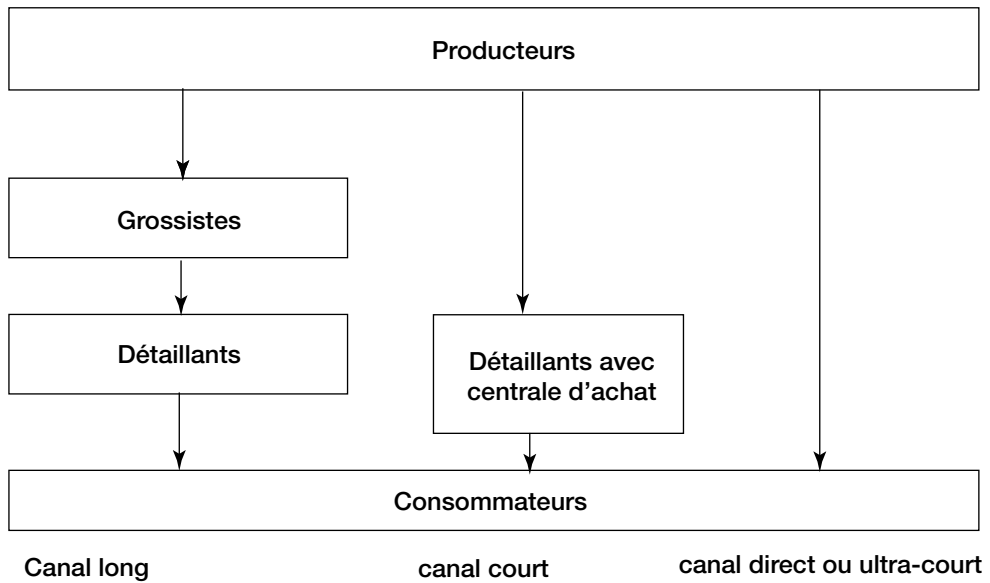 Producteurs
Grossistes
Détaillants
Détaillants avec
centrale d'achat
Consommateurs
Canal long
canal court
canal direct ou ultra-court